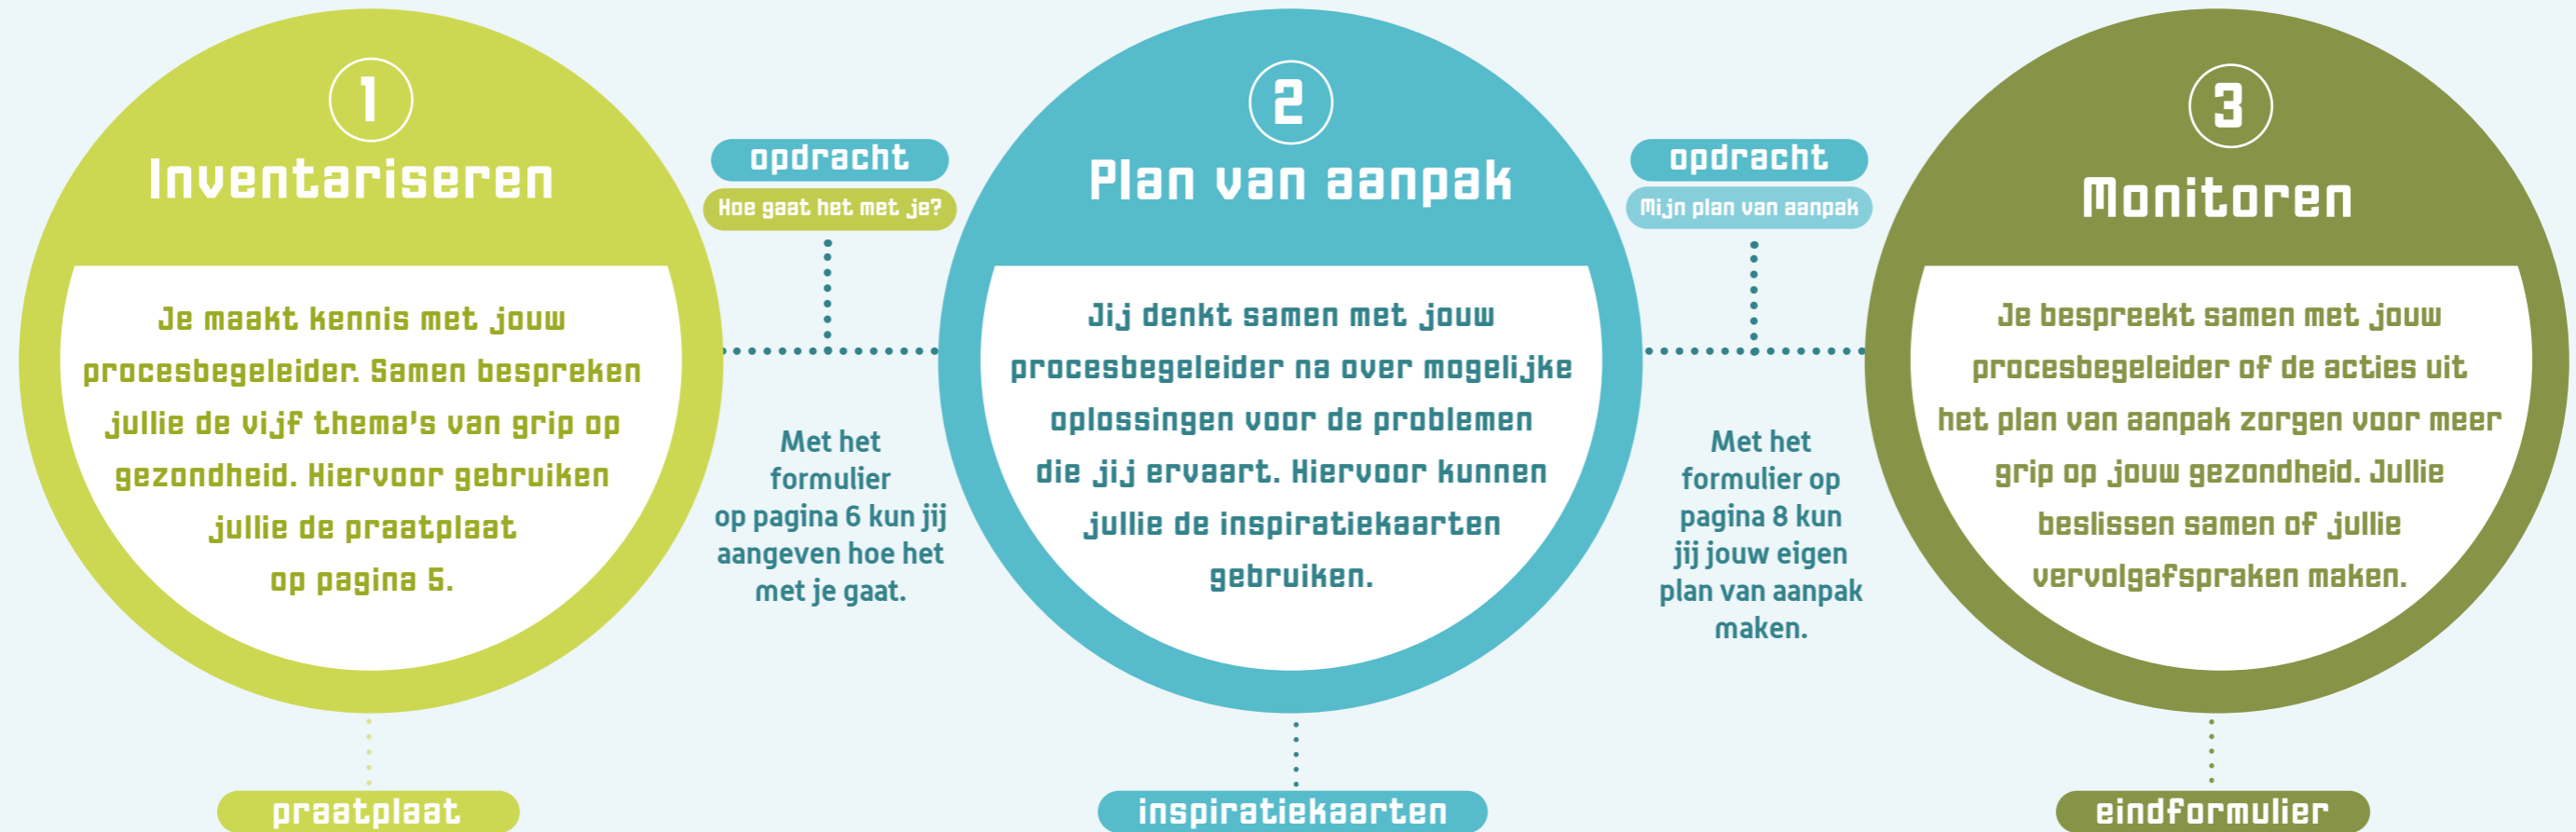 1
Inventariseren
Je maakt kennis met jouw
procesbegeleider. Samen bespreken
jullie de vijf thema's van grip op
gezondheid. Hiervoor gebruiken
jullie de praatplaat
op pagina 5.
praatplaat
opdracht
Hoe gaat het met je?
Met het
formulier
op pagina 6 kun jij
aangeven hoe het
met je gaat.
2
Plan van aanpak
Jij denkt samen met jouw
procesbegeleider na over mogelijke
oplossingen voor de problemen
die jij ervaart. Hiervoor kunnen
jullie de inspiratiekaarten
gebruiken.
inspiratiekaarten
opdracht
Mijn plan van aanpak
Met het
formulier op
pagina 8 kun
jij jouw eigen
plan van aanpak
maken.
3
Monitoren
Je bespreekt samen met jouw
procesbegeleider of de acties uit
het plan van aanpak zorgen voor meer
grip op jouw gezondheid. Jullie
beslissen samen of jullie
vervolgafspraken maken.
eindformulier